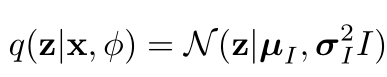 q(𝐳|𝐱, ϕ) = 𝒩(𝐳|𝝁_I, 𝝈_I^2 I)